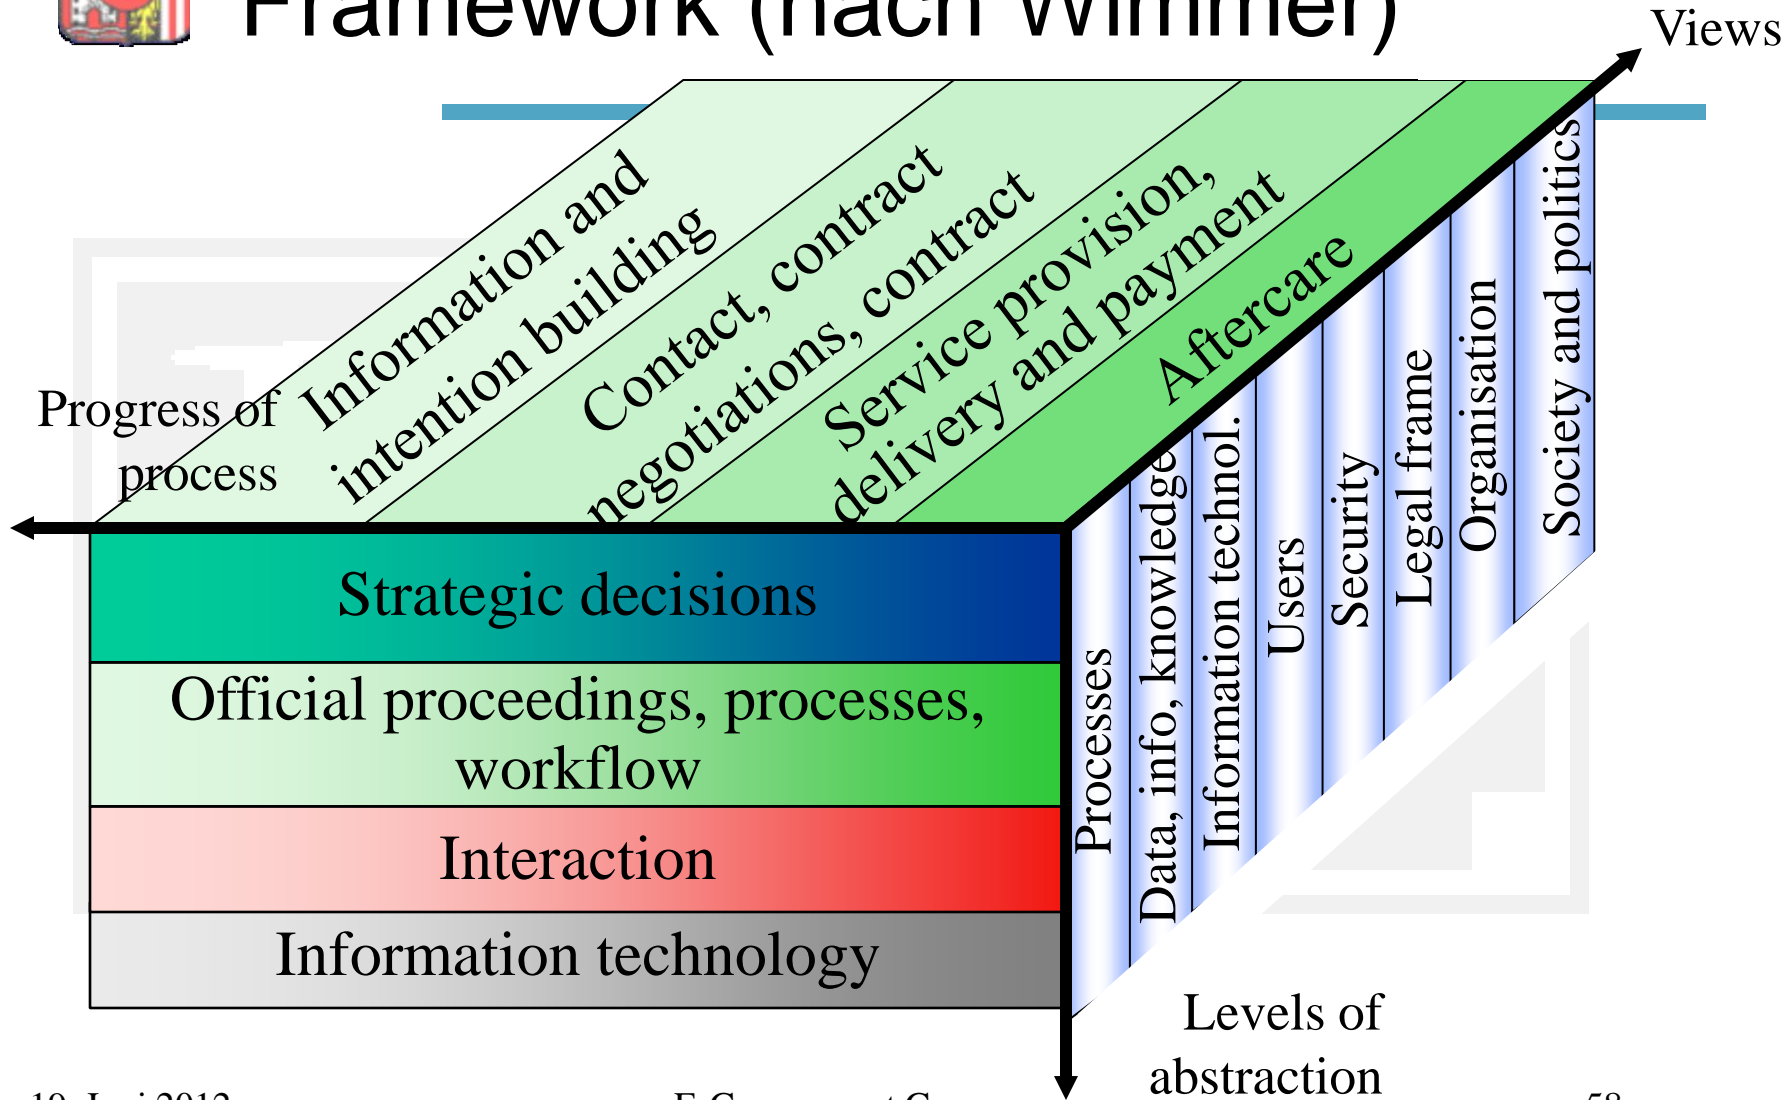 Framework (nach Wimmer)
Views
Information and
intention building
Contact, contract
negotiations, contract
Service provision,
delivery and payment
Aftercare
Progress of
process
Strategic decisions
Official proceedings, processes,
workflow
Interaction
Information technology
Processes
Data, info, knowledge
Information technol.
Users
Security
Legal frame
Organisation
Society and politics
Levels of
abstraction
2012
58